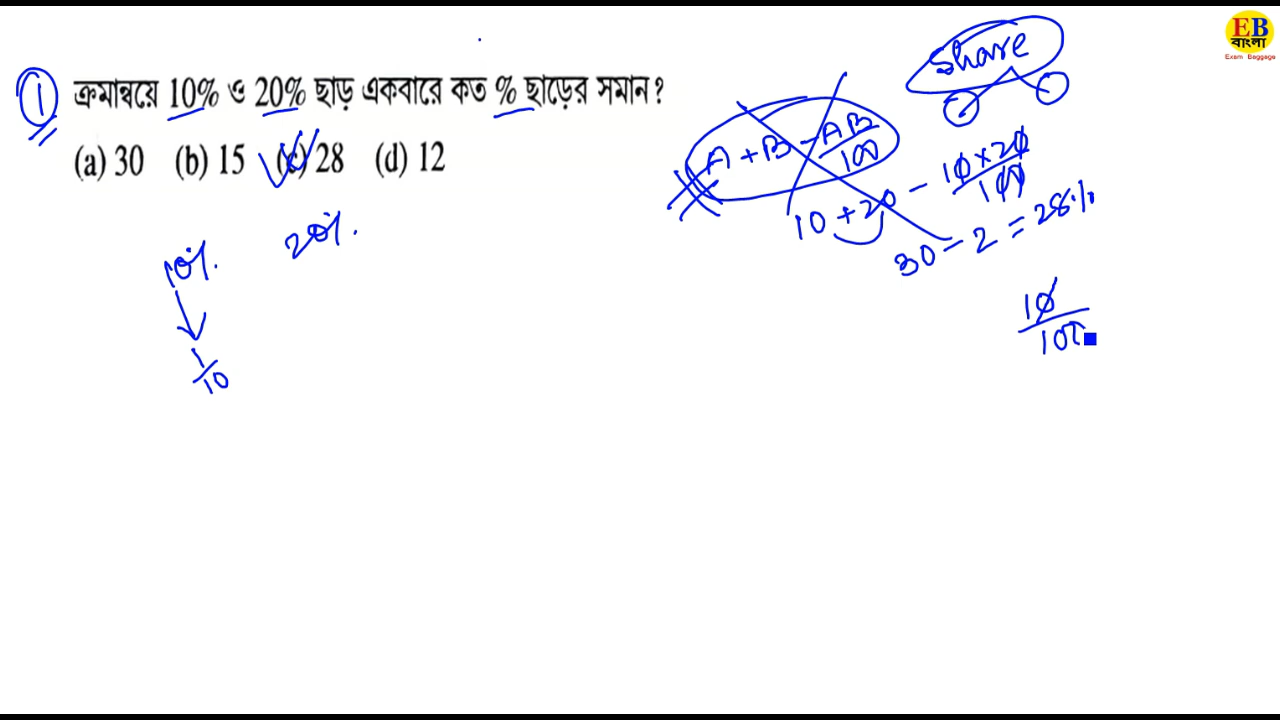 EB
বাংলা
Exam Baggage
share
① ক্রমান্বয়ে 10% ও 20% ছাড় একবারে কত % ছাড়ের সমান?
(a) 30 (b) 15 (c) 28 (d) 12
A + B - AB/100
10 + 20 - 10 × 20/100
30 - 2 = 28%
10% 20%
1/10
10/100